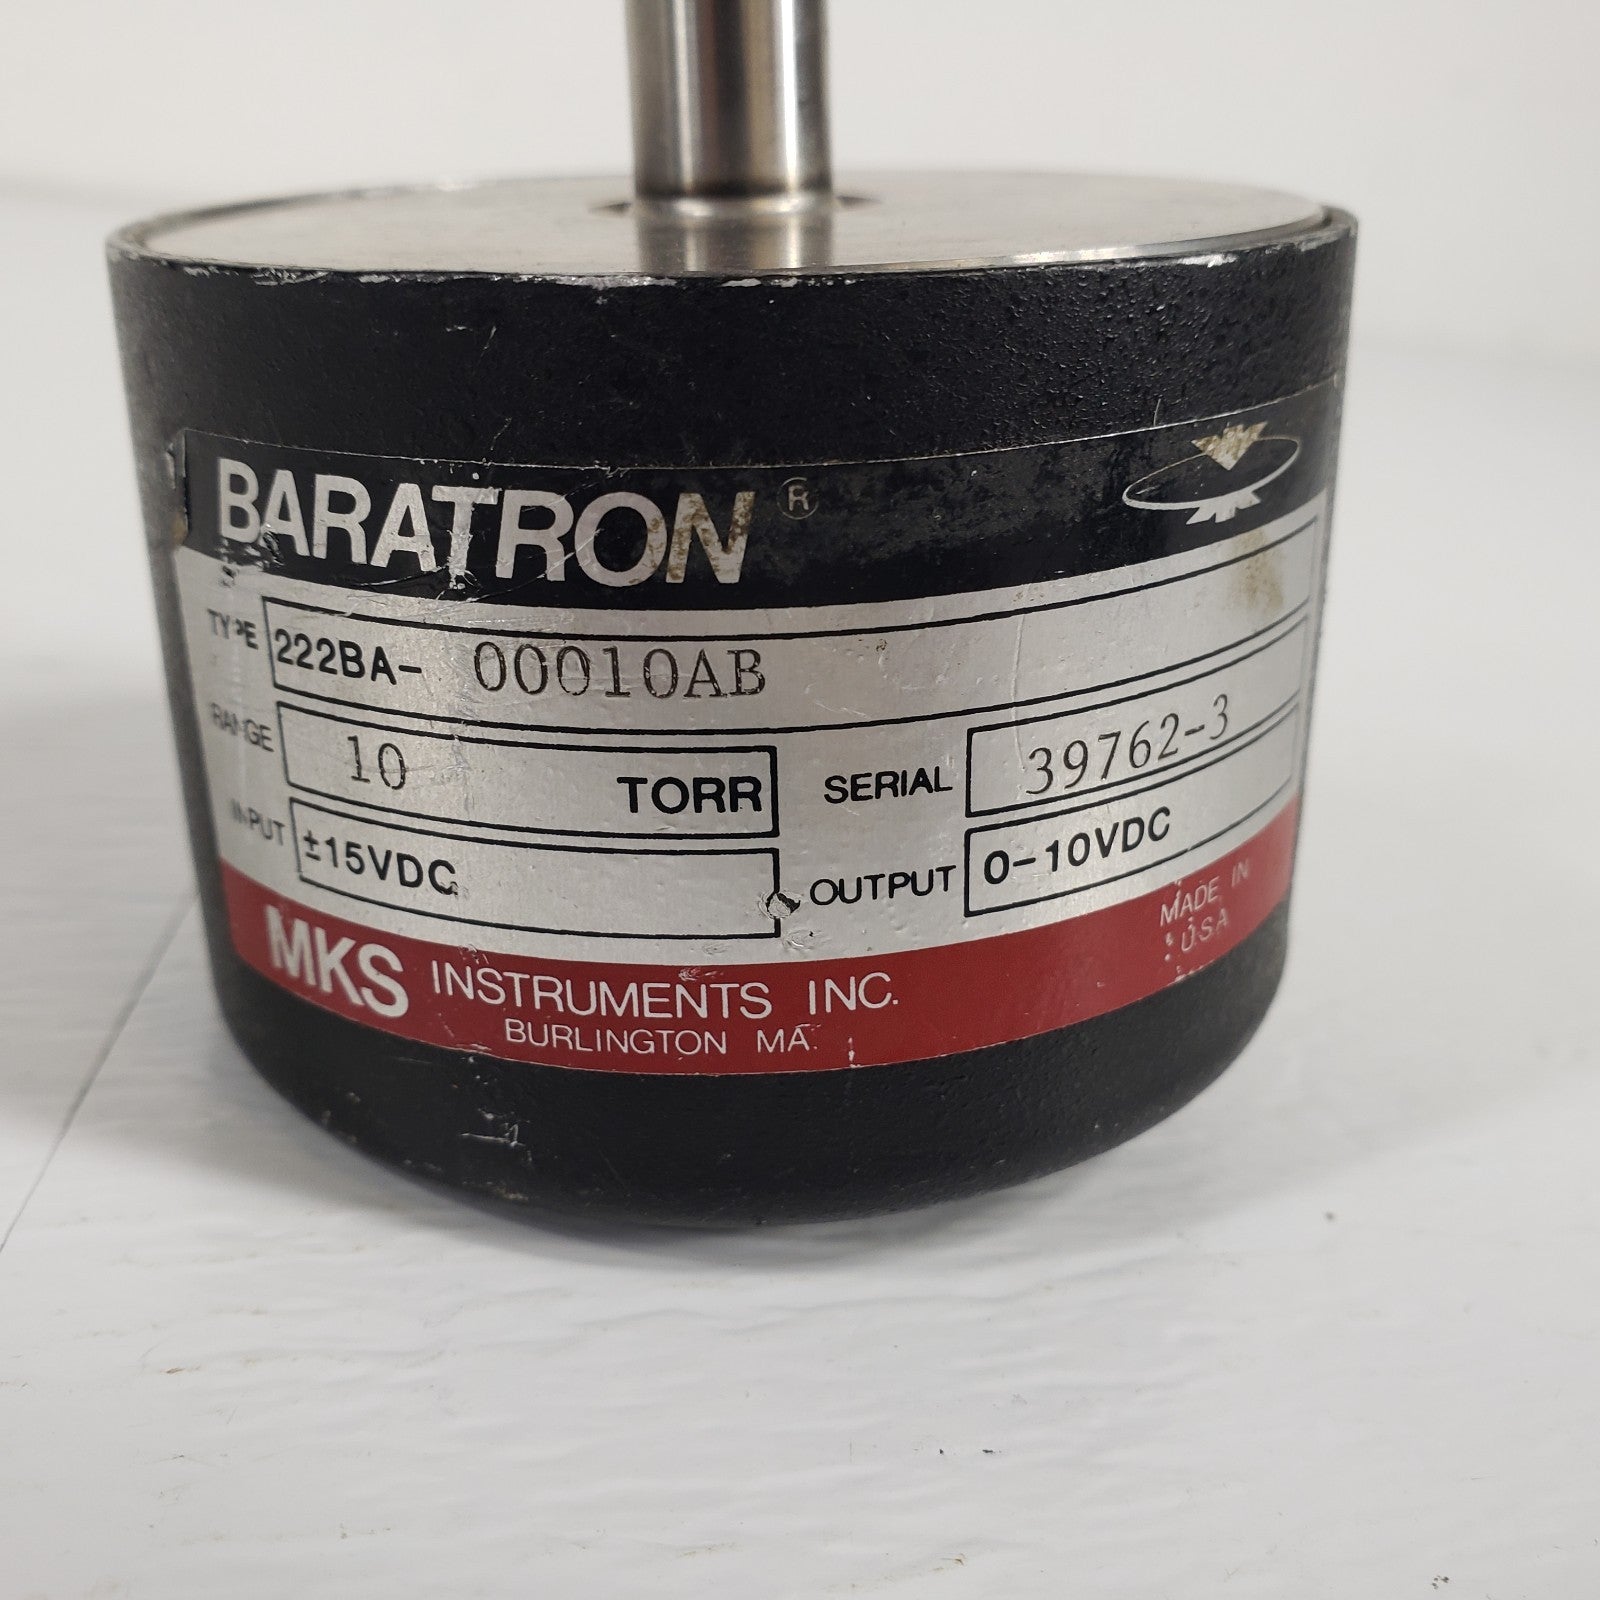 BARATRON ®
TYPE 222BA- 00010AB
RANGE 10 TORR SERIAL 39762-3
INPUT ±15VDC OUTPUT 0-10VDC
MKS INSTRUMENTS INC. MADE IN
BURLINGTON MA. U.S.A.